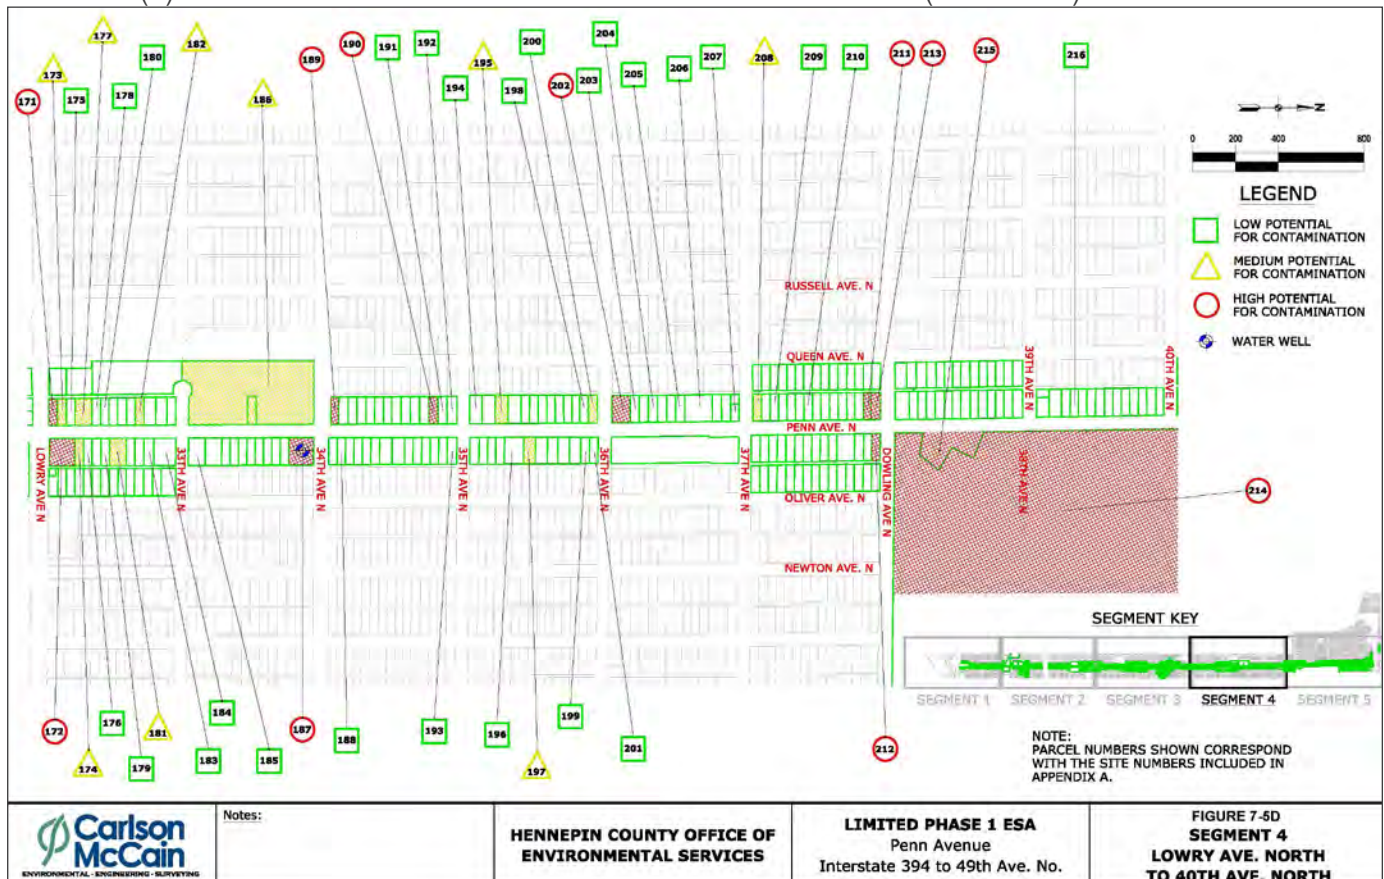 177
173
180
182
171
175
178
186
189
190
191
192
194
195
198
200
202
203
204
205
206
207
208
209
210
211
213
215
216
N
0 200 400 800
LEGEND
LOW POTENTIAL
FOR CONTAMINATION
MEDIUM POTENTIAL
FOR CONTAMINATION
HIGH POTENTIAL
FOR CONTAMINATION
WATER WELL
RUSSELL AVE. N
QUEEN AVE. N
PENN AVE. N
OLIVER AVE. N
NEWTON AVE. N
LOWRY AVE N
33TH AVE. N
34TH AVE N
35TH AVE N
36TH AVE N
37TH AVE N
DOWLING AVE N
38TH AVE N
39TH AVE N
40TH AVE N
214
172
174
176
179
181
183
184
185
187
188
193
196
197
199
201
212
SEGMENT KEY
SEGMENT 1 SEGMENT 2 SEGMENT 3 SEGMENT 4 SEGMENT 5
NOTE:
PARCEL NUMBERS SHOWN CORRESPOND
WITH THE SITE NUMBERS INCLUDED IN
APPENDIX A.
Carlson
McCain
ENVIRONMENTAL - ENGINEERING - SURVEYING
Notes:
HENNEPIN COUNTY OFFICE OF
ENVIRONMENTAL SERVICES
LIMITED PHASE 1 ESA
Penn Avenue
Interstate 394 to 49th Ave. No.
FIGURE 7-5D
SEGMENT 4
LOWRY AVE. NORTH
TO 40TH AVE. NORTH